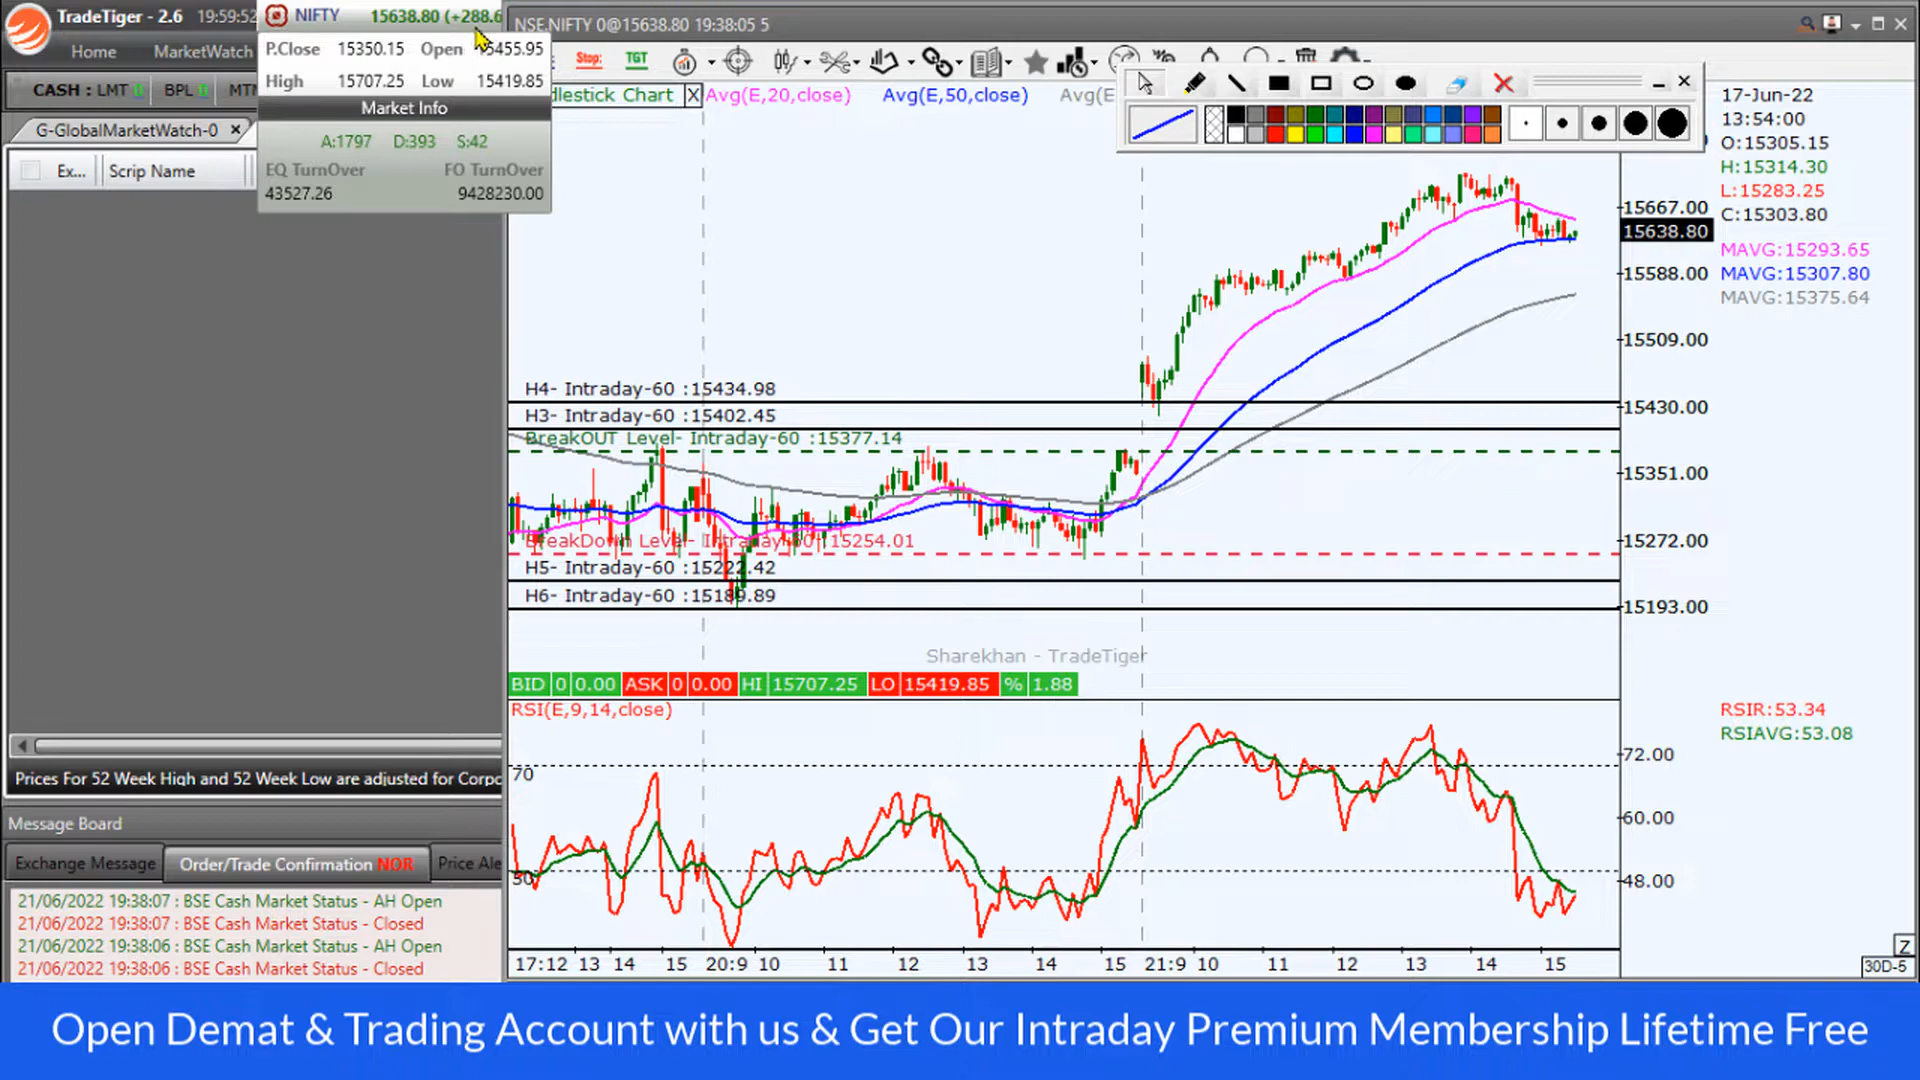 TradeTiger - 2.6 19:59:52
Home MarketWatch
CASH : LMT 0 BPL 0 MTM
G-GlobalMarketWatch-0
Ex... Scrip Name
NIFTY 15638.80 (+288.6
P.Close 15350.15 Open 15455.95
High 15707.25 Low 15419.85
Market Info
A:1797 D:393 S:42
EQ TurnOver FO TurnOver
43527.26 9428230.00
NSE.NIFTY 0@15638.80 19:38:05 5
Stop: TGT
dlestick Chart X Avg(E,20,close) Avg(E,50,close) Avg(E
17-Jun-22
13:54:00
O:15305.15
H:15314.30
L:15283.25
C:15303.80
MAVG:15293.65
MAVG:15307.80
MAVG:15375.64
15667.00
15638.80
15588.00
15509.00
15430.00
15351.00
15272.00
15193.00
H4- Intraday-60 :15434.98
H3- Intraday-60 :15402.45
BreakOUT Level- Intraday-60 :15377.14
BreakDown Level- Intraday-60 :15254.01
H5- Intraday-60 :15222.42
H6- Intraday-60 :15189.89
Sharekhan - TradeTiger
BID 0 0.00 ASK 0 0.00 HI 15707.25 LO 15419.85 % 1.88
RSI(E,9,14,close)
RSIR:53.34
RSIAVG:53.08
70
50
72.00
60.00
48.00
17:12 13 14 15 20:9 10 11 12 13 14 15 21:9 10 11 12 13 14 15
Z
30D-5
Prices For 52 Week High and 52 Week Low are adjusted for Corpo
Message Board
Exchange Message Order/Trade Confirmation NOR Price Ale
21/06/2022 19:38:07 : BSE Cash Market Status - AH Open
21/06/2022 19:38:07 : BSE Cash Market Status - Closed
21/06/2022 19:38:06 : BSE Cash Market Status - AH Open
21/06/2022 19:38:06 : BSE Cash Market Status - Closed
Open Demat & Trading Account with us & Get Our Intraday Premium Membership Lifetime Free